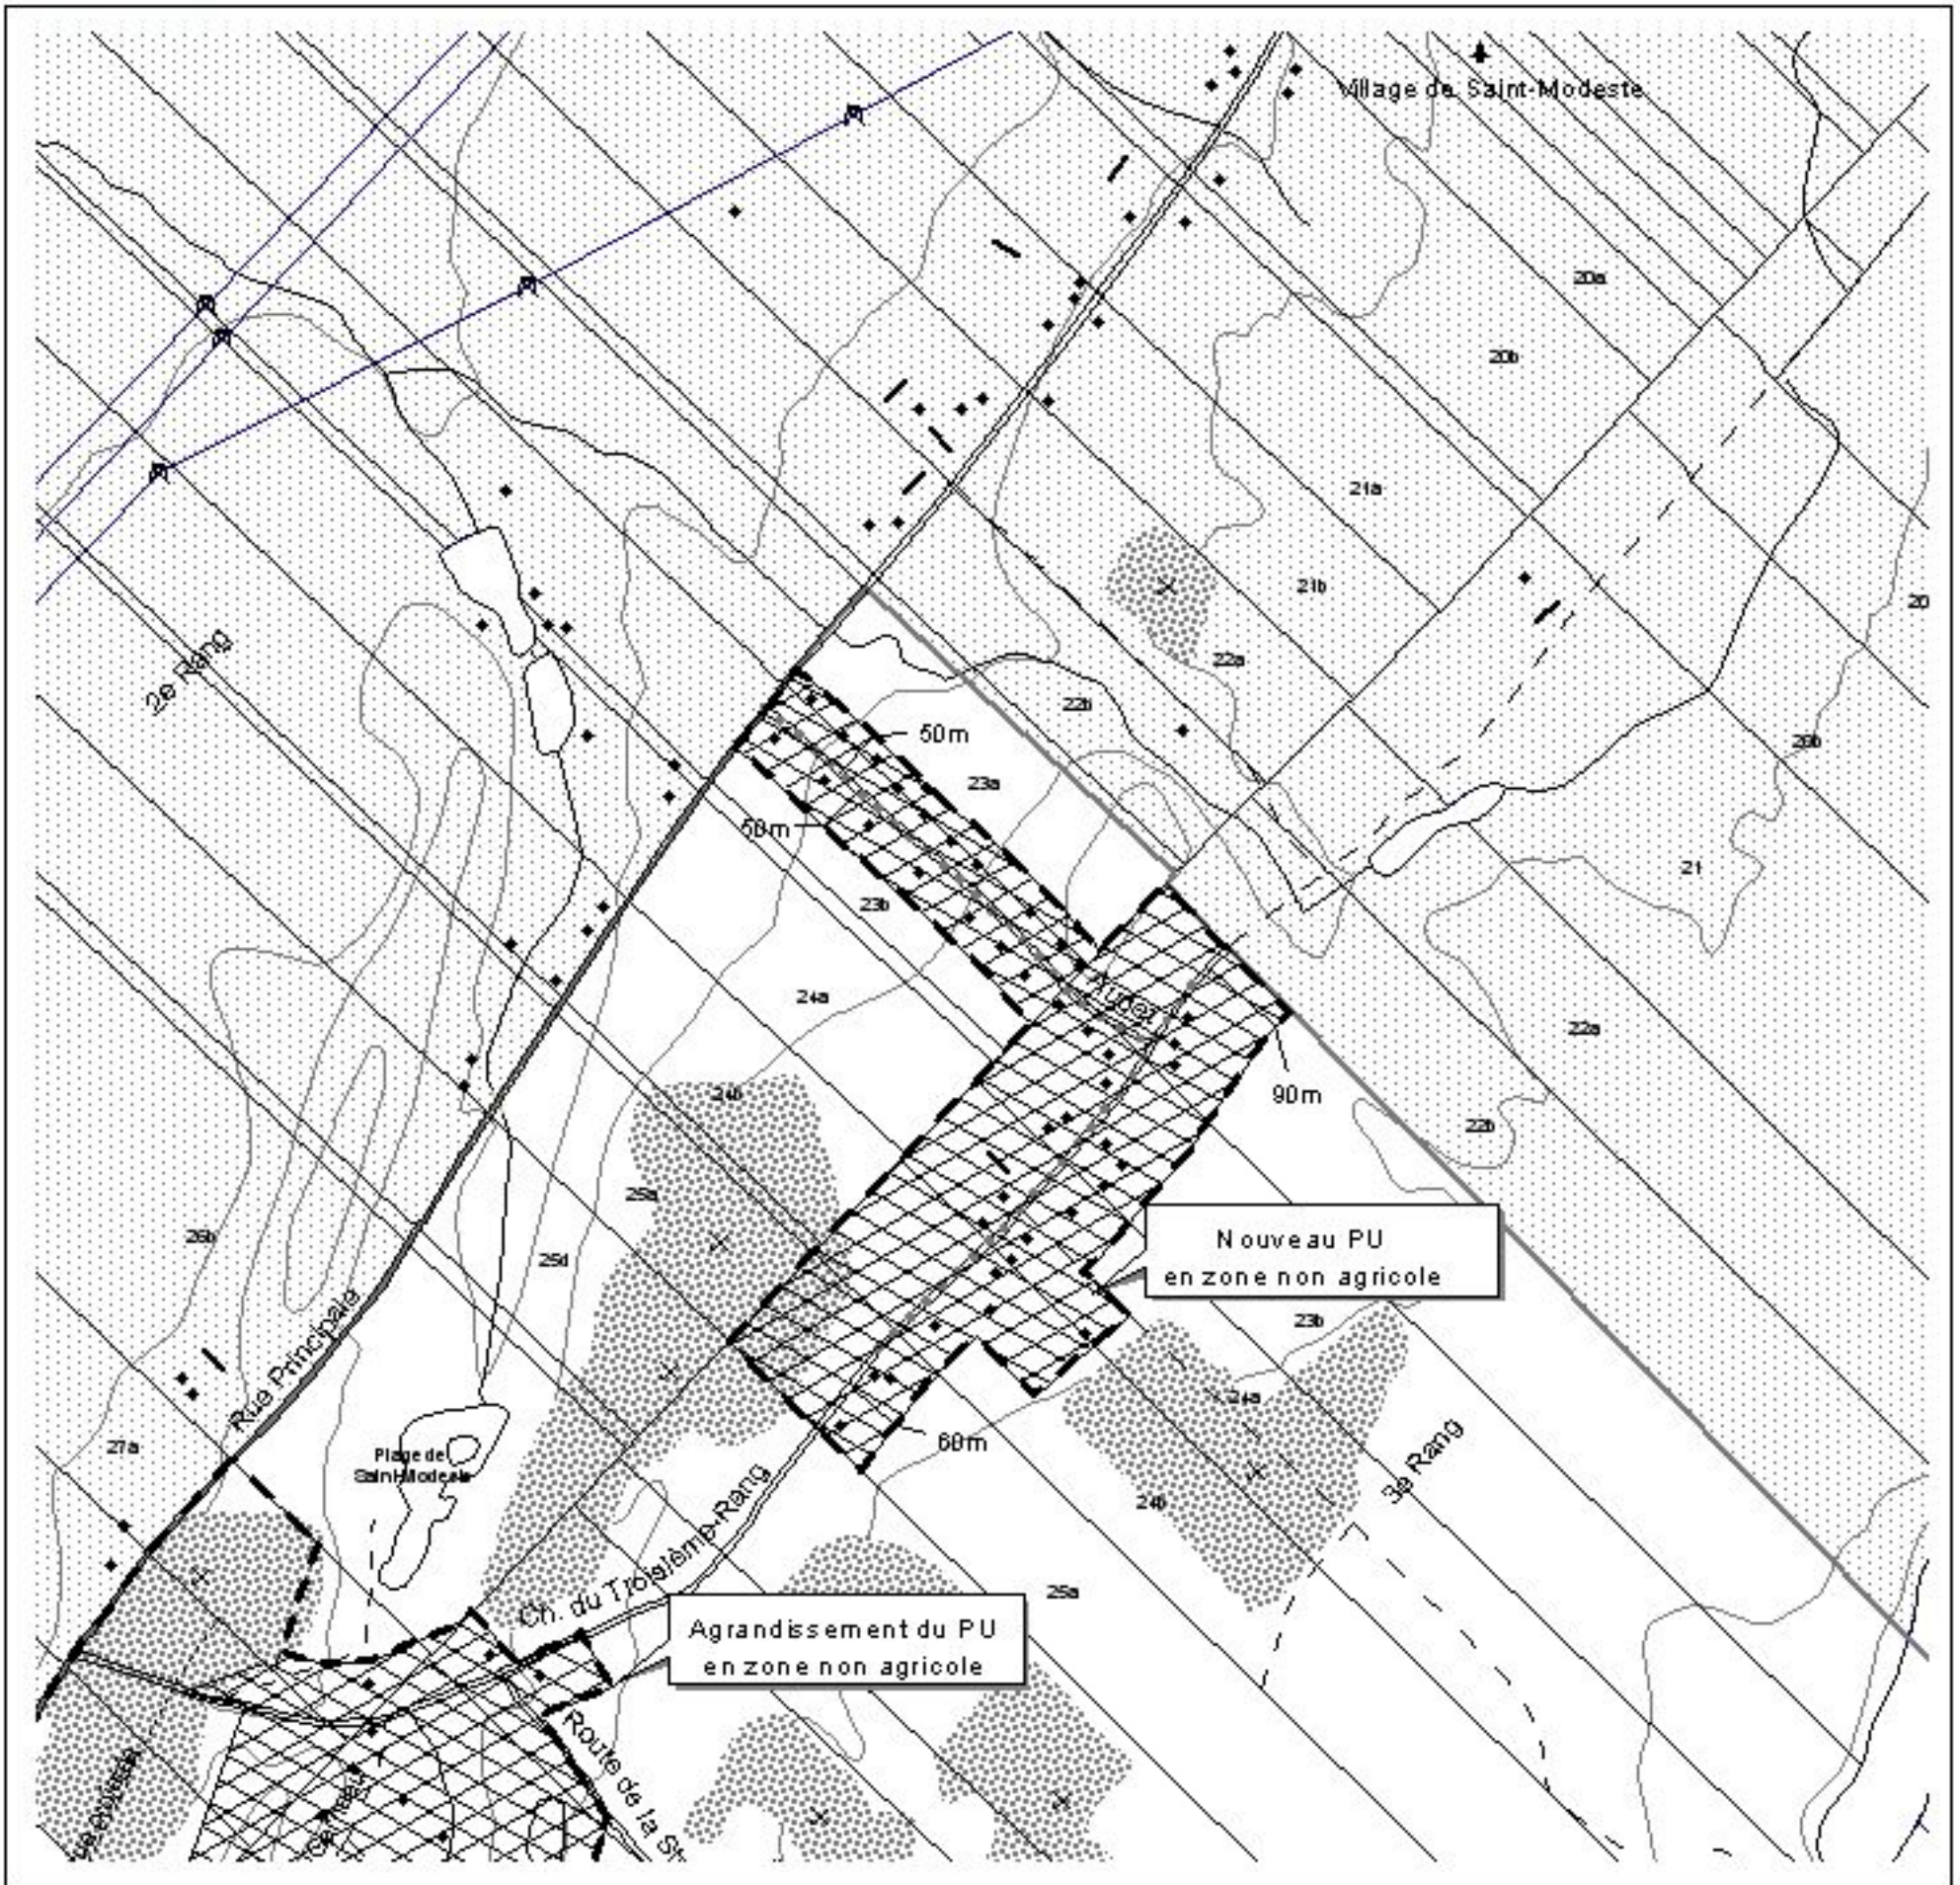 Village de Saint-Modeste
20a
20b
21a
21b
20
2e Rang
22a
22b
50m
20b
23a
50m
21
23b
24a
22a
90m
24b
22b
25a
26b
Nouveau PU
en zone non agricole
25d
23b
Rue Principale
24a
27a
Plage de
Saint-Modeste
60m
3e Rang
24b
Ch. du Troisième-Rang
25a
Agrandissement du PU
en zone non agricole
Route de la St